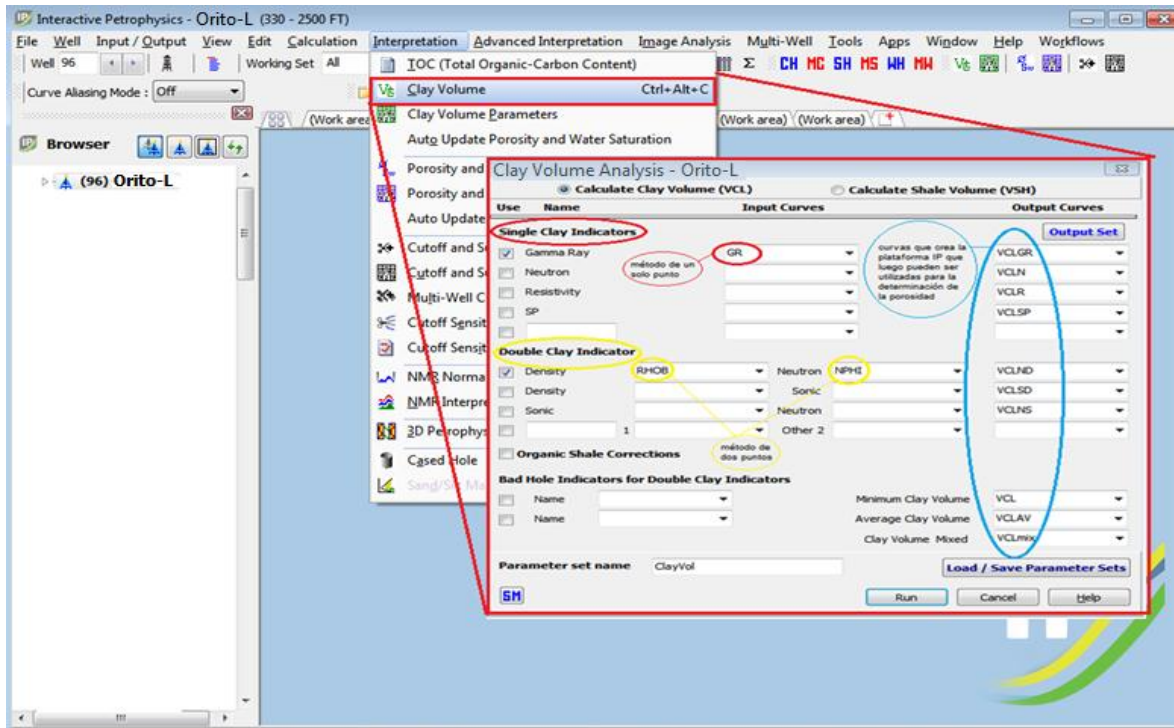 Interactive Petrophysics - Orito-L (330 - 2500 FT)
File Well Input / Output View Edit Calculation Interpretation Advanced Interpretation Image Analysis Multi-Well Tools Apps Window Help Workflows
Well 96 Working Set All Σ CH MC SH MS WH MW
Curve Aliasing Mode : Off
(Work area) (Work area)
Browser
(96) Orito-L
TOC (Total Organic-Carbon Content)
Clay Volume Ctrl+Alt+C
Clay Volume Parameters
Auto Update Porosity and Water Saturation
Porosity and
Porosity and
Auto Update
Cutoff and S
Cutoff and S
Multi-Well C
Cutoff Sensit
Cutoff Sensit
NMR Norma
NMR Interpre
3D Petrophys
Cased Hole
Clay Volume Analysis - Orito-L
Calculate Clay Volume (VCL) Calculate Shale Volume (VSH)
Use Name Input Curves Output Curves
Single Clay Indicators Output Set
Gamma Ray GR VCLGR
Neutron VCLN
Resistivity VCLR
SP VCLSP
método de un
solo punto
curvas que crea la
plataforma IP que
luego pueden ser
utilizadas para la
determinación de
la porosidad
Double Clay Indicator
Density RHOB Neutron NPHI VCLND
Density Sonic VCLSD
Sonic Neutron VCLNS
1 Other 2
método de
dos puntos
Organic Shale Corrections
Bad Hole Indicators for Double Clay Indicators
Name Minimum Clay Volume VCL
Name Average Clay Volume VCLAV
Clay Volume Mixed VCLmix
Parameter set name ClayVol Load / Save Parameter Sets
SM Run Cancel Help